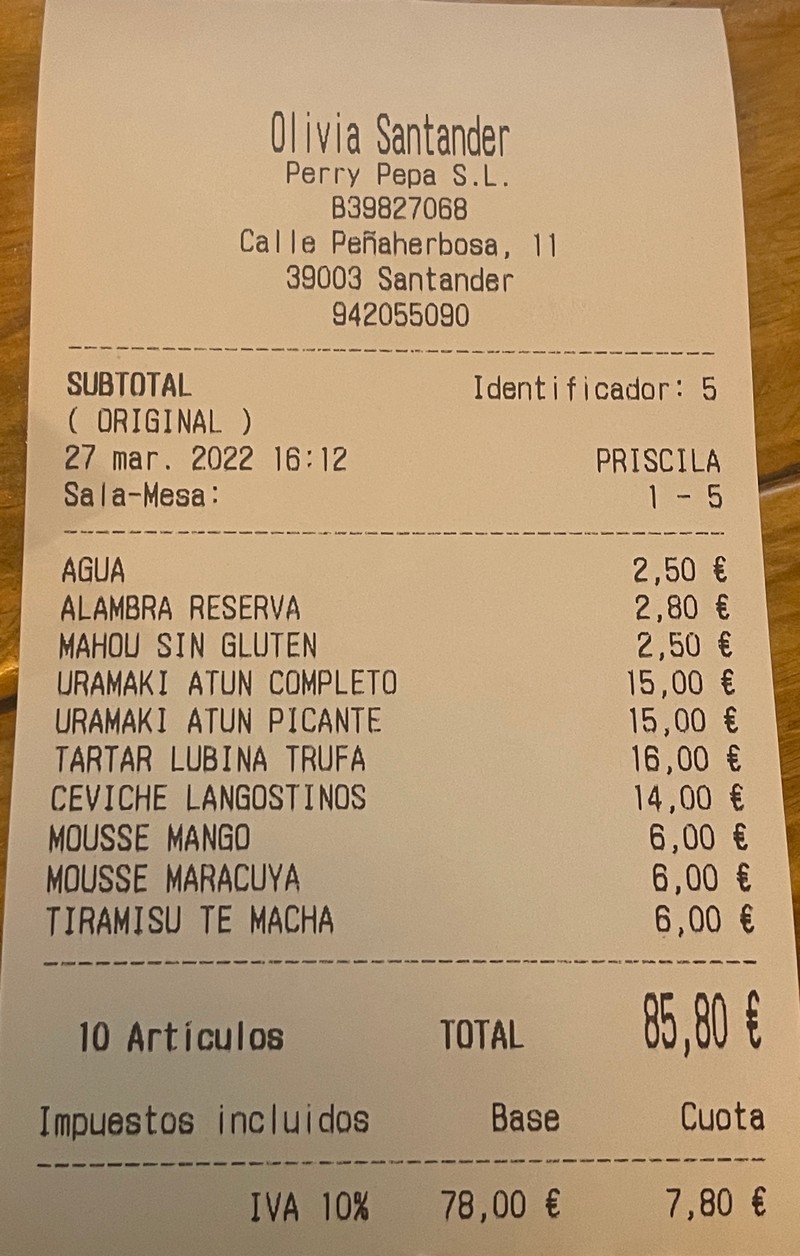 Olivia Santander
Perry Pepa S.L.
B39827068
Calle Peñaherbosa, 11
39003 Santander
942055090
SUBTOTAL Identificador: 5
( ORIGINAL )
27 mar. 2022 16:12 PRISCILA
Sala-Mesa: 1 - 5
AGUA 2,50 €
ALAMBRA RESERVA 2,80 €
MAHOU SIN GLUTEN 2,50 €
URAMAKI ATUN COMPLETO 15,00 €
URAMAKI ATUN PICANTE 15,00 €
TARTAR LUBINA TRUFA 16,00 €
CEVICHE LANGOSTINOS 14,00 €
MOUSSE MANGO 6,00 €
MOUSSE MARACUYA 6,00 €
TIRAMISU TE MACHA 6,00 €
10 Artículos TOTAL 85,80 €
Impuestos incluidos Base Cuota
IVA 10% 78,00 € 7,80 €